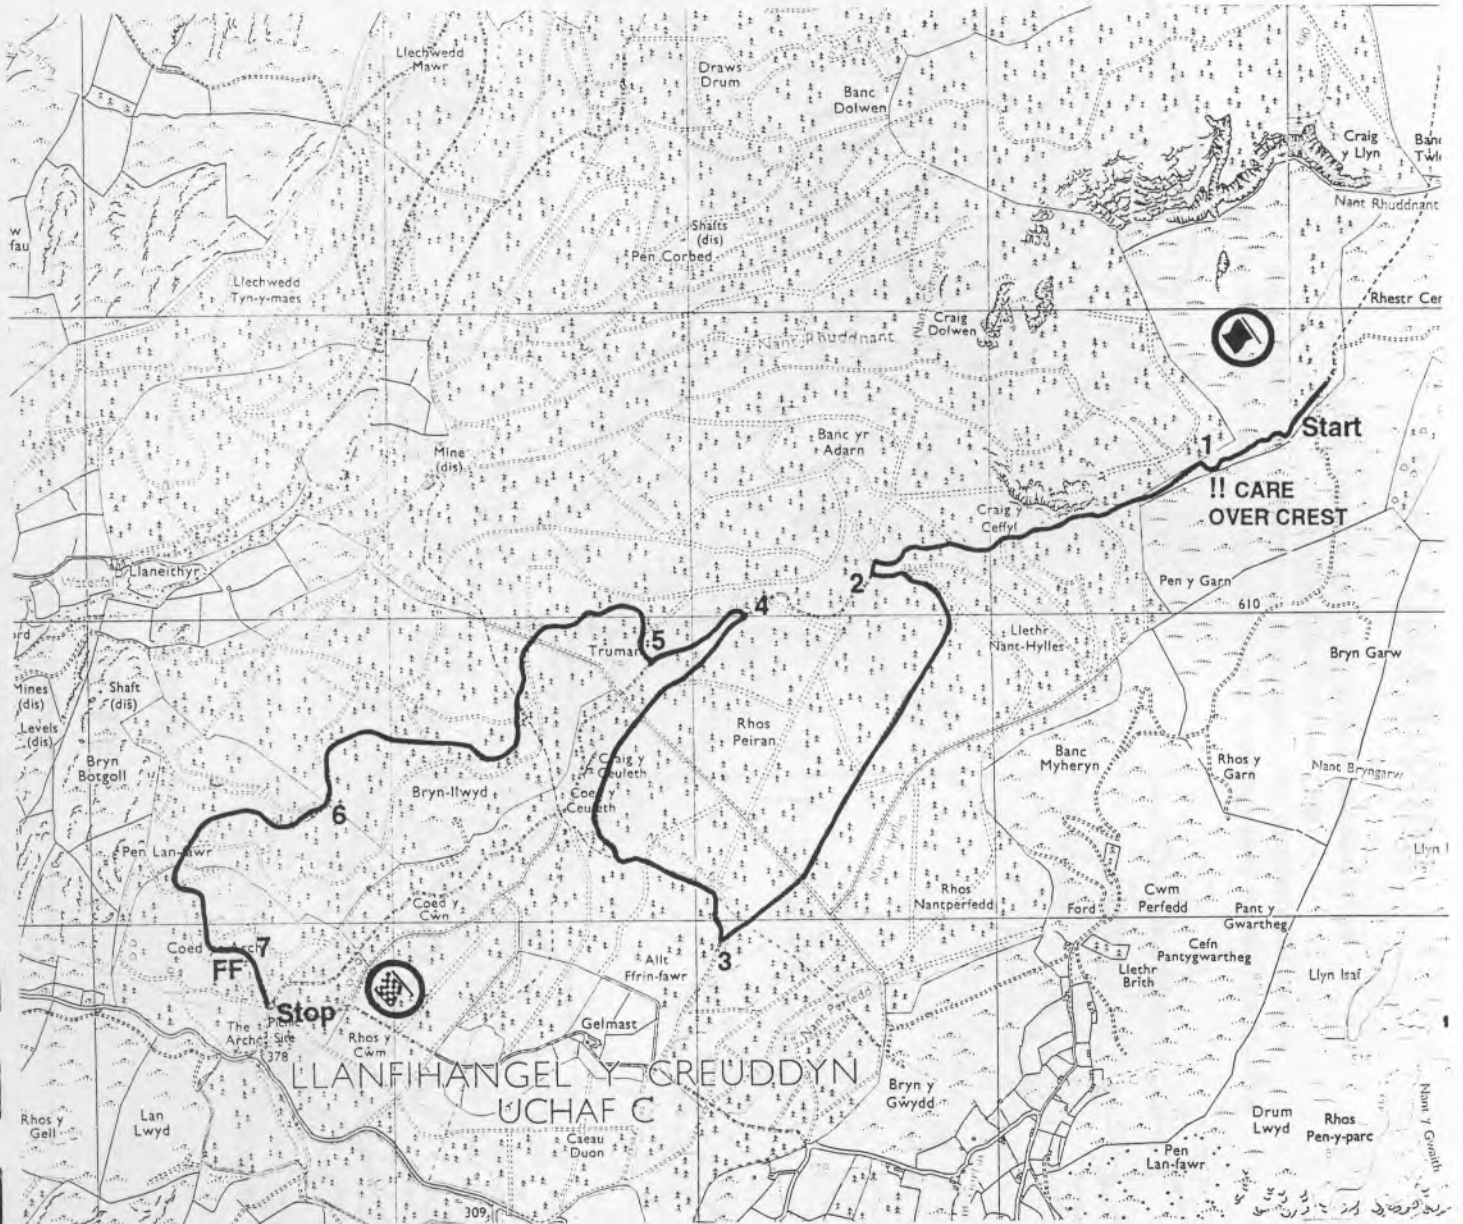 Llechwedd
Mawr
Draws
Drum
Banc
Dolwen
Craig
y Llyn
Nant Rhuddnant
w
fau
Shafts
(dis)
Pen Corbed
Llechwedd
Tyn-y-maes
Rhestr Cer
Craig
Dolwen
Nant Rhuddnant
Start
Banc yr
Adarn
1
Mine
(dis)
!! CARE
OVER CREST
Craig y
Ceffyl
Llaneithyr
2
Pen y Garn
4
610
Llethr
Nant-Hylles
5
Truman
Bryn Garw
Mines
(dis)
Shaft
(dis)
Levels
(dis)
Rhos
Peiran
Banc
Myheryn
Rhos y
Garn
Nant Bryngarw
Bryn
Botgoll
Craig y
Ceuleth
Bryn-llwyd
Coed y
Ceuleth
6
Nant Hylles
Pen Lan-fawr
Rhos
Nantperfedd
Cwm
Perfedd
Coed y
Cwn
Ford
Pant y
Gwartheg
7
FF
3
Allt
Ffrin-fawr
Cefn
Pantygwartheg
Llethr
Brith
Llyn Isaf
Nant Perfedd
Stop
The
Arch
Picnic
Site
378
Gelmast
Rhos y
Cwm
LLANFIHANGEL Y CREUDDYN
UCHAF C
Bryn y
Gwydd
Rhos y
Gell
Lan
Lwyd
Drum
Lwyd
Rhos
Pen-y-parc
Nant y Gwaith
Caeau
Duon
Pen
Lan-fawr
309